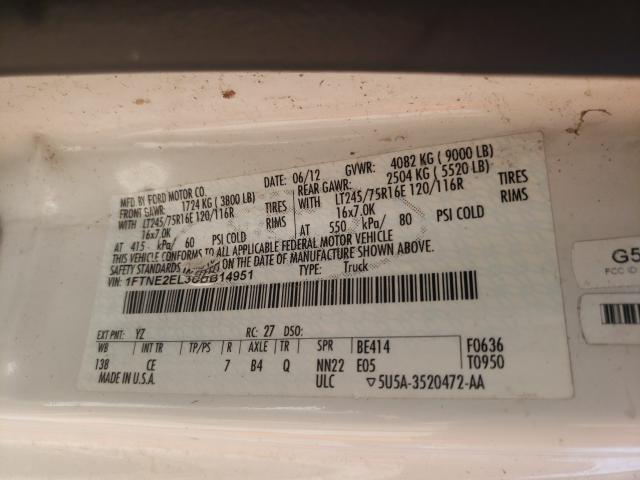 MFD. BY FORD MOTOR CO.
DATE: 06/12
GVWR: 4082 KG ( 9000 LB)
FRONT GAWR: 1724 KG ( 3800 LB)
REAR GAWR: 2504 KG ( 5520 LB)
WITH LT245/75R16E 120/116R TIRES
WITH LT245/75R16E 120/116R TIRES
16x7.0K RIMS
16x7.0K RIMS
AT 415 kPa/ 60 PSI COLD
AT 550 kPa/ 80 PSI COLD
CONFORMS TO ALL APPLICABLE FEDERAL MOTOR VEHICLE
SAFETY STANDARDS IN EFFECT ON THE DATE OF MANUFACTURE SHOWN ABOVE.
VIN: TYPE: Truck
EXT PNT: YZ RC: 27 DSO:
WB INT TR TP/PS R AXLE TR SPR BE414 F0636
138 CE 7 B4 Q NN22 E05 T0950
MADE IN U.S.A. ULC ▽5U5A-3520472-AA
G5
FCC ID